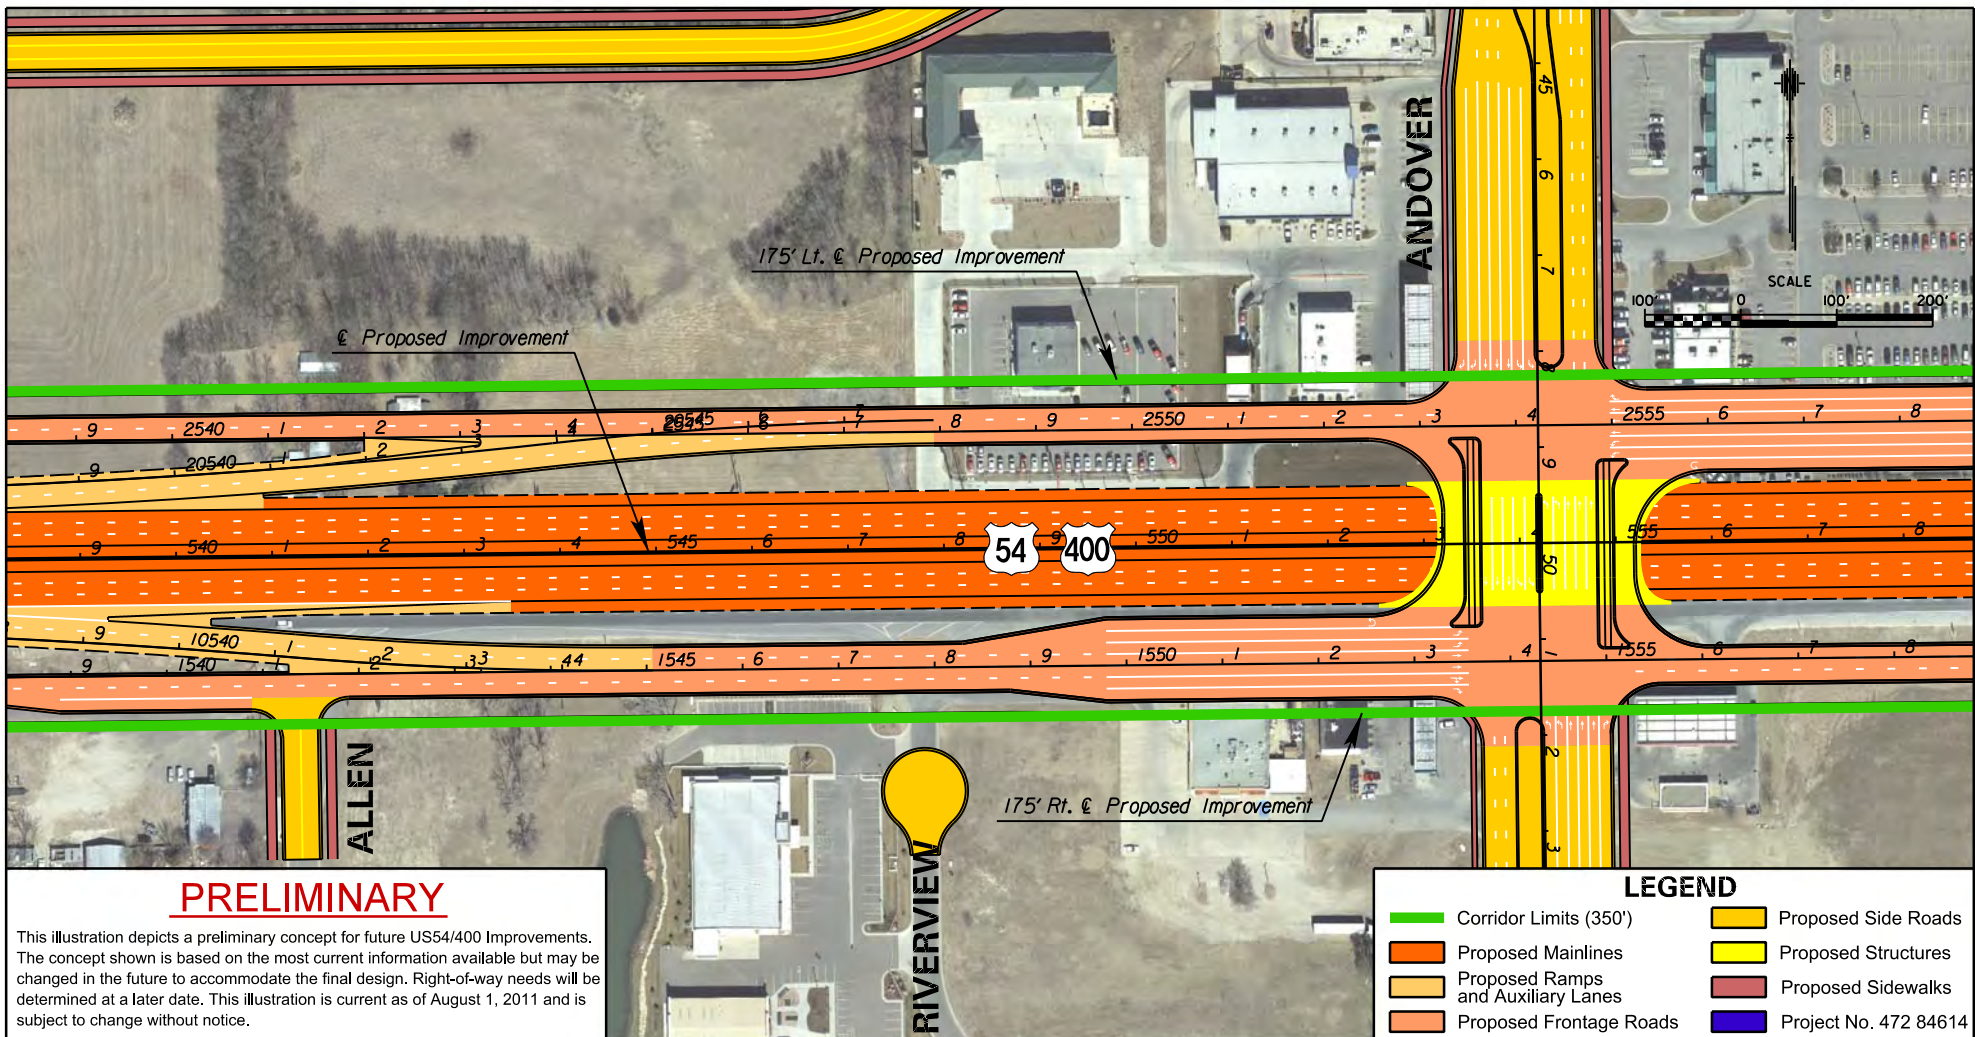 ANDOVER
45
6
7
8
175' Lt. ℄ Proposed Improvement
℄ Proposed Improvement
SCALE
100' 0 100' 200'
9 2540 1 2 3 4 6 7 8 9 2550 1 2 3 4 2555 6 7 8
9 20540 1 2 3
9
9 540 1 2 3 4 545 6 7 8 9 550 1 2 3 4 555 6 7 8
54 400
50
9 10540 1 2 3 4
9 1540 1 2 3 4 1545 6 7 8 9 1550 1 2 3 4 1555 6 7 8
1
2
3
175' Rt. ℄ Proposed Improvement
ALLEN
RIVERVIEW
PRELIMINARY
This illustration depicts a preliminary concept for future US54/400 Improvements.
The concept shown is based on the most current information available but may be
changed in the future to accommodate the final design. Right-of-way needs will be
determined at a later date. This illustration is current as of August 1, 2011 and is
subject to change without notice.
LEGEND
Corridor Limits (350')
Proposed Mainlines
Proposed Ramps
and Auxiliary Lanes
Proposed Frontage Roads
Proposed Side Roads
Proposed Structures
Proposed Sidewalks
Project No. 472 84614